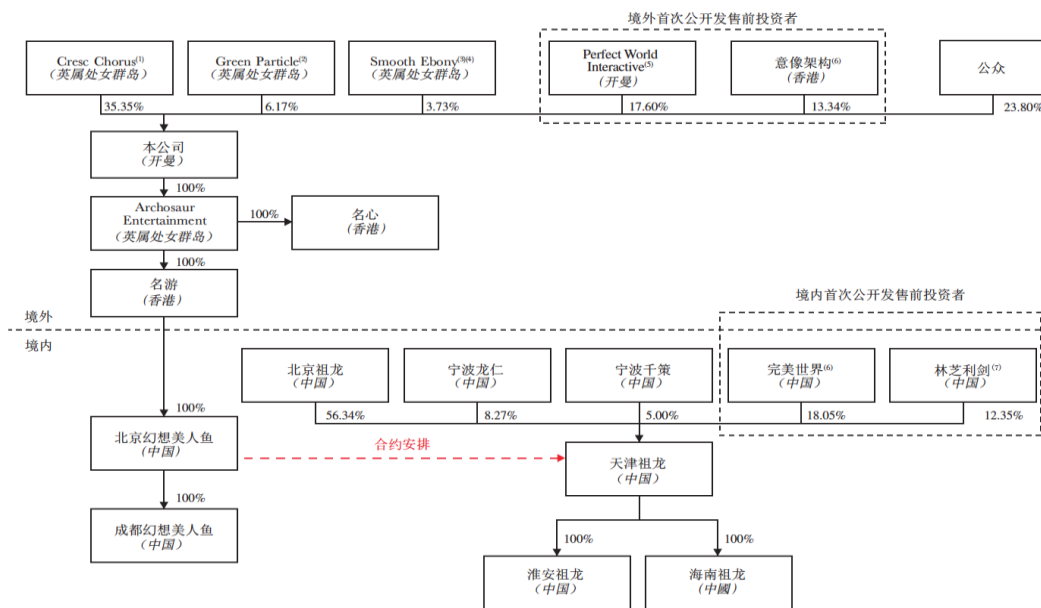 境外首次公开发售前投资者
Cresc Chorus(1)
(英属处女群岛)
Green Particle(2)
(英属处女群岛)
Smooth Ebony(3)(4)
(英属处女群岛)
Perfect World
Interactive(5)
(开曼)
意像架构(6)
(香港)
公众
35.35%
6.17%
3.73%
17.60%
13.34%
23.80%
本公司
(开曼)
100%
Archosaur
Entertainment
(英属处女群岛)
100%
名心
(香港)
100%
名游
(香港)
境外
境内
境内首次公开发售前投资者
北京祖龙
(中国)
宁波龙仁
(中国)
宁波千策
(中国)
完美世界(6)
(中国)
林芝利剑(7)
(中国)
100%
56.34%
8.27%
5.00%
18.05%
12.35%
北京幻想美人鱼
(中国)
合约安排
天津祖龙
(中国)
100%
成都幻想美人鱼
(中国)
100%
100%
淮安祖龙
(中国)
海南祖龙
(中國)